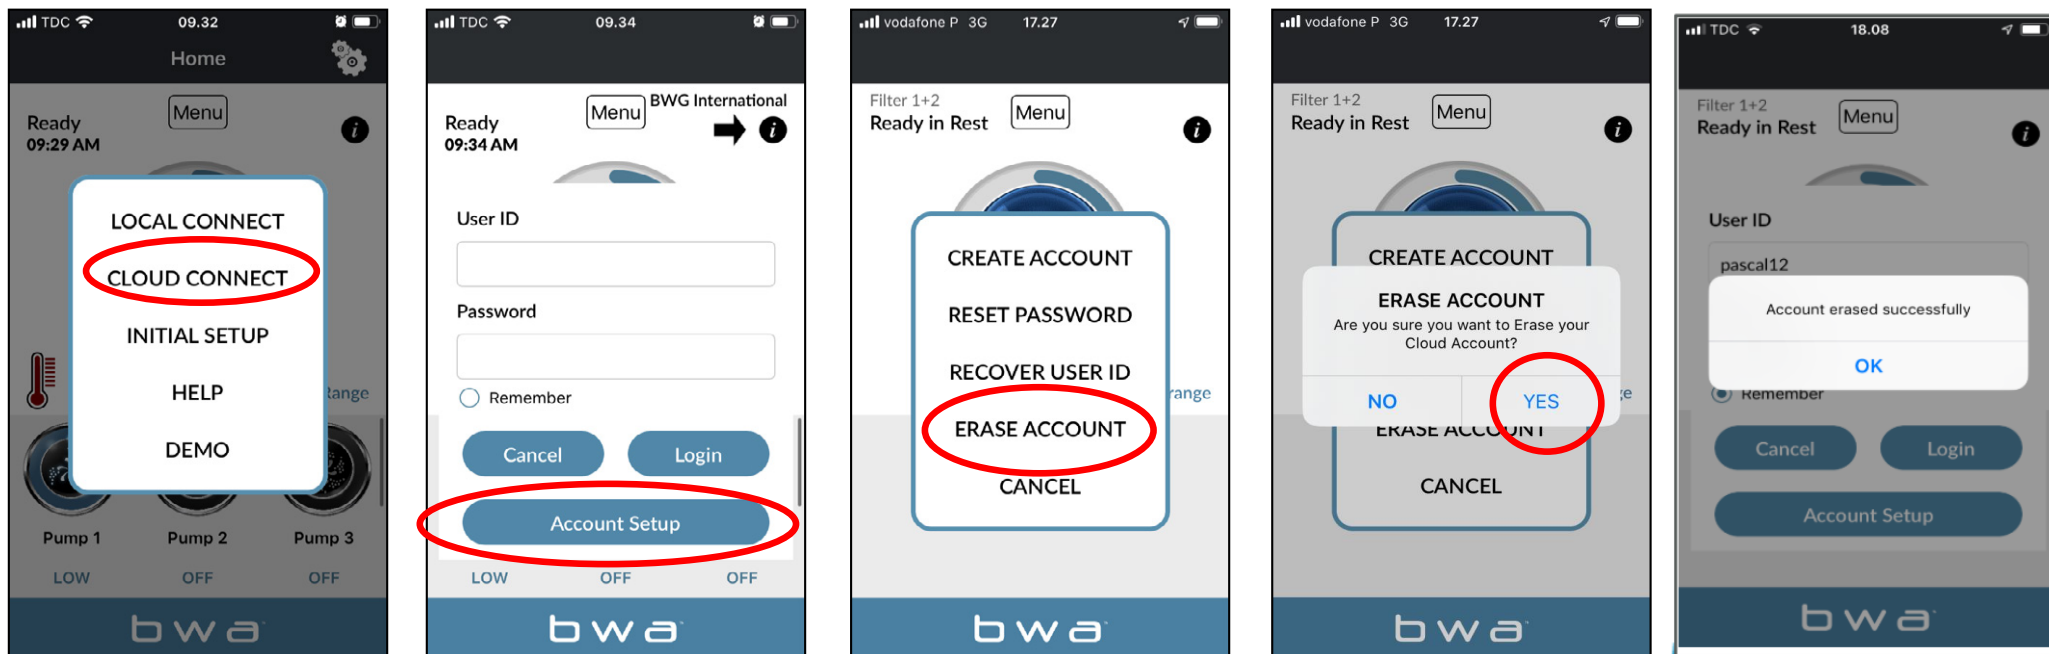 TDC
09.32
Home
Ready
09:29 AM
Menu
i
LOCAL CONNECT
CLOUD CONNECT
INITIAL SETUP
HELP
DEMO
Range
Pump 1
Pump 2
Pump 3
LOW
OFF
OFF
bwa
TDC
09.34
Ready
09:34 AM
Menu
BWG International
i
User ID
Password
Remember
Cancel
Login
Account Setup
LOW
OFF
OFF
bwa
vodafone P 3G
17.27
Filter 1+2
Ready in Rest
Menu
i
CREATE ACCOUNT
RESET PASSWORD
RECOVER USER ID
ERASE ACCOUNT
CANCEL
range
bwa
vodafone P 3G
17.27
Filter 1+2
Ready in Rest
Menu
i
CREATE ACCOUNT
ERASE ACCOUNT
Are you sure you want to Erase your
Cloud Account?
NO
YES
ge
ERASE ACCOUNT
CANCEL
bwa
TDC
18.08
Filter 1+2
Ready in Rest
Menu
i
User ID
pascal12
Account erased successfully
OK
Remember
Cancel
Login
Account Setup
bwa